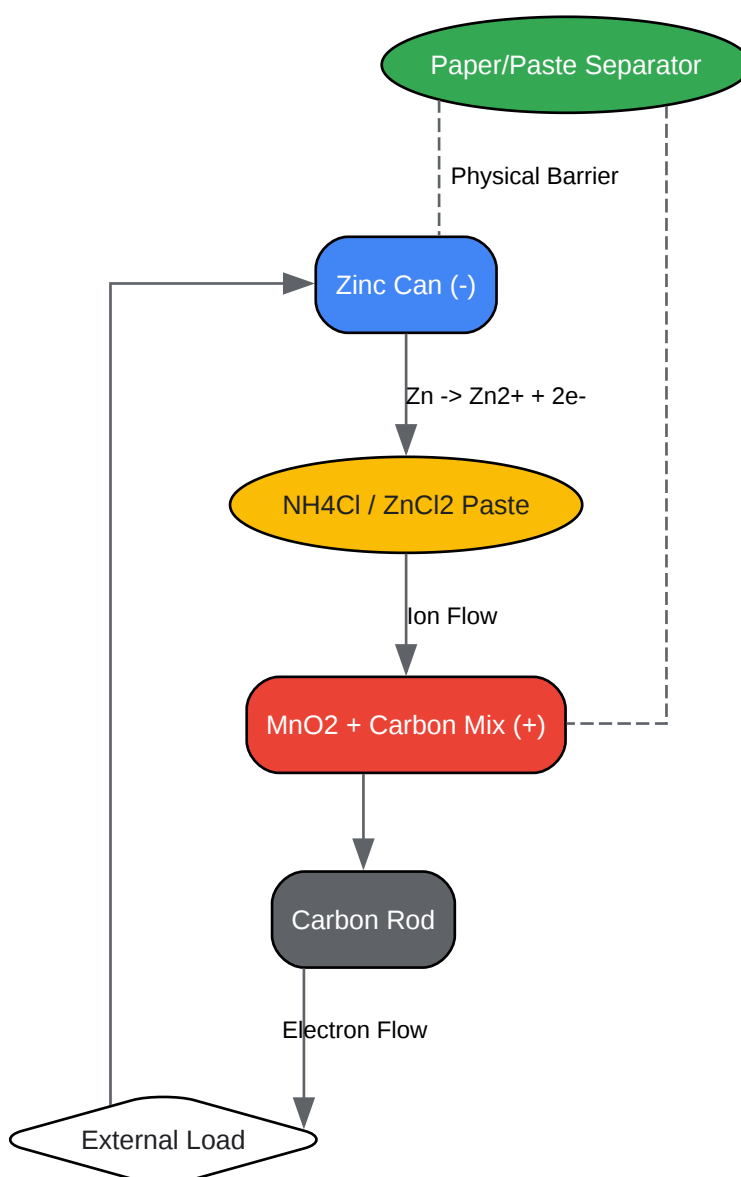 Paper/Paste Separator
Physical Barrier
Zinc Can (-)
Zn -> Zn2+ + 2e-
NH4Cl / ZnCl2 Paste
Ion Flow
MnO2 + Carbon Mix (+)
Carbon Rod
Electron Flow
External Load